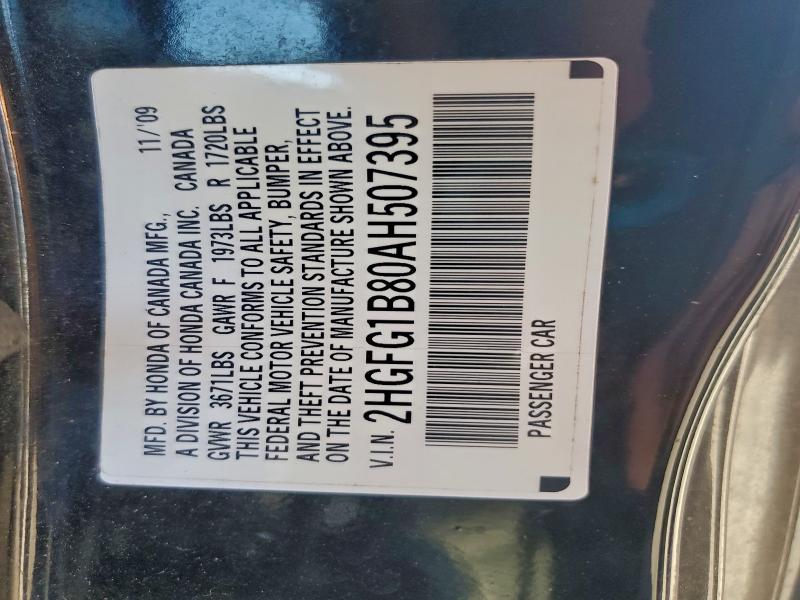 MFD. BY HONDA OF CANADA MFG., 11/'09
A DIVISION OF HONDA CANADA INC. CANADA
GVWR 3671LBS GAWR F 1973LBS R 1720LBS
THIS VEHICLE CONFORMS TO ALL APPLICABLE
FEDERAL MOTOR VEHICLE SAFETY, BUMPER,
AND THEFT PREVENTION STANDARDS IN EFFECT
ON THE DATE OF MANUFACTURE SHOWN ABOVE.
V.I.N. 2HGFG1B80AH507395
PASSENGER CAR